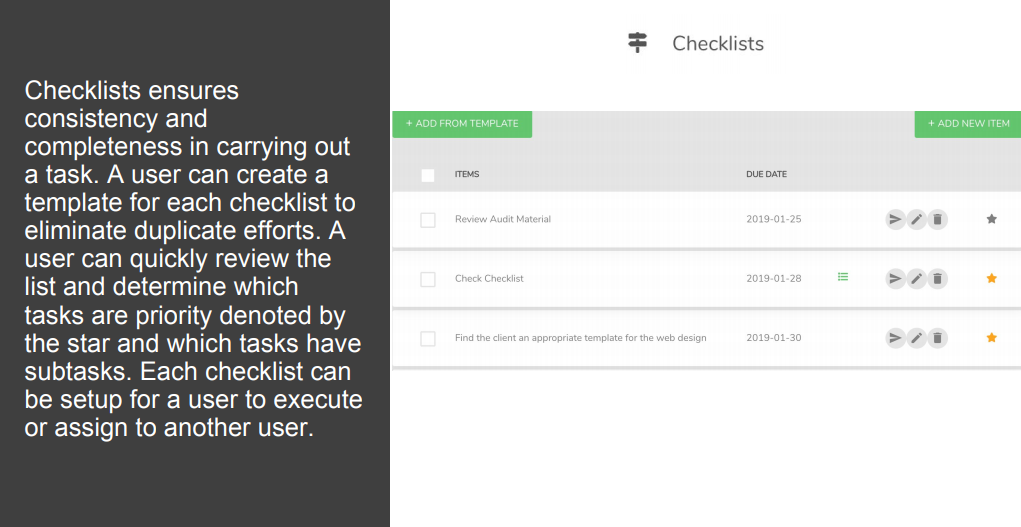 Checklists ensures
consistency and
completeness in carrying out
a task. A user can create a
template for each checklist to
eliminate duplicate efforts. A
user can quickly review the
list and determine which
tasks are priority denoted by
the star and which tasks have
subtasks. Each checklist can
be setup for a user to execute
or assign to another user.
Checklists
+ ADD FROM TEMPLATE
+ ADD NEW ITEM
ITEMS DUE DATE
Review Audit Material 2019-01-25
Check Checklist 2019-01-28
Find the client an appropriate template for the web design 2019-01-30